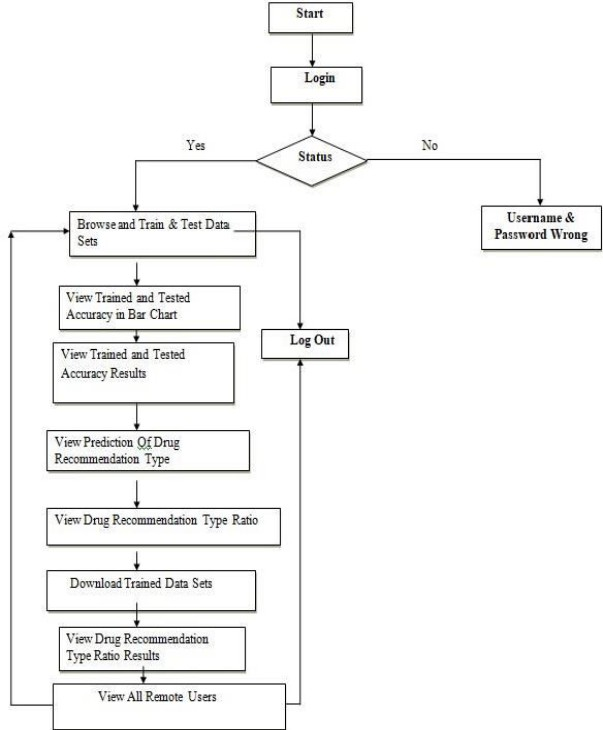 Start
Login
Status
Yes
No
Username &
Password Wrong
Browse and Train & Test Data
Sets
View Trained and Tested
Accuracy in Bar Chart
Log Out
View Trained and Tested
Accuracy Results
View Prediction Of Drug
Recommendation Type
View Drug Recommendation Type Ratio
Download Trained Data Sets
View Drug Recommendation
Type Ratio Results
View All Remote Users